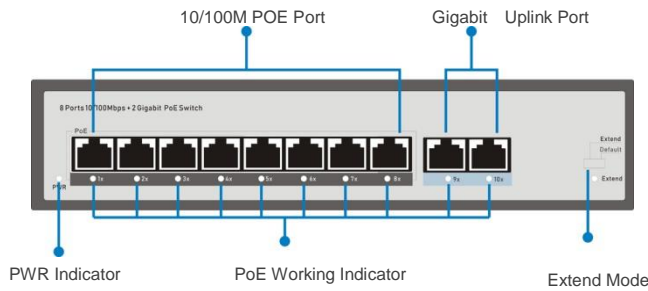 10/100M POE Port
Gigabit Uplink Port
8 Ports 10/100Mbps + 2 Gigabit PoE Switch
PoE
Extend
Default
1x 2x 3x 6x 5x 6x 7x 8x 9x 10x
Extend
PWR
PWR Indicator
PoE Working Indicator
Extend Mode